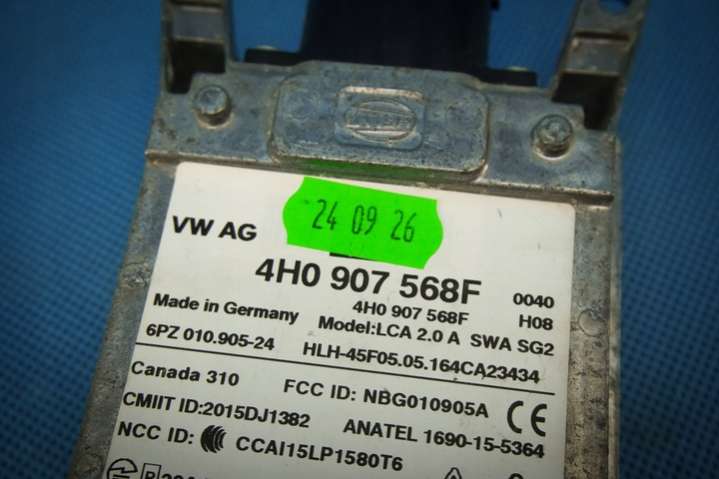 24 09 26
VW AG
4H0 907 568F 0040
4H0 907 568F H08
Made in Germany Model:LCA 2.0 A SWA SG2
6PZ 010.905-24 HLH-45F05.05.164CA23434
Canada 310 FCC ID: NBG010905A CE
CMIIT ID:2015DJ1382 ANATEL 1690-15-5364
NCC ID: CCAI15LP1580T6
R